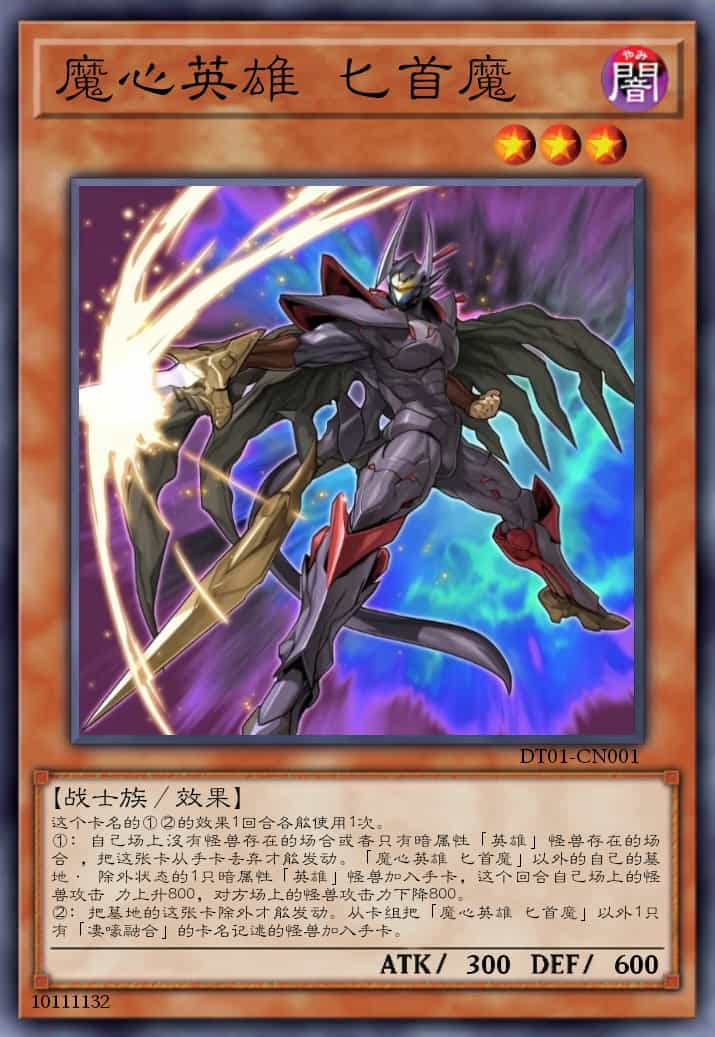 魔心英雄 匕首魔
やみ
闇
DT01-CN001
【战士族／效果】
这个卡名的①②的效果1回合各能使用1次。
①：自己场上没有怪兽存在的场合或者只有暗属性「英雄」怪兽存在的场
合 ，把这张卡从手卡丢弃才能发动。「魔心英雄 匕首魔」以外的自己的墓
地· 除外状态的1只暗属性「英雄」怪兽加入手卡，这个回合自己场上的怪
兽攻击 力上升800，对方场上的怪兽攻击力下降800。
②：把墓地的这张卡除外才能发动。从卡组把「魔心英雄 匕首魔」以外1只
有「凄嚎融合」的卡名记述的怪兽加入手卡。
ATK/ 300 DEF/ 600
10111132